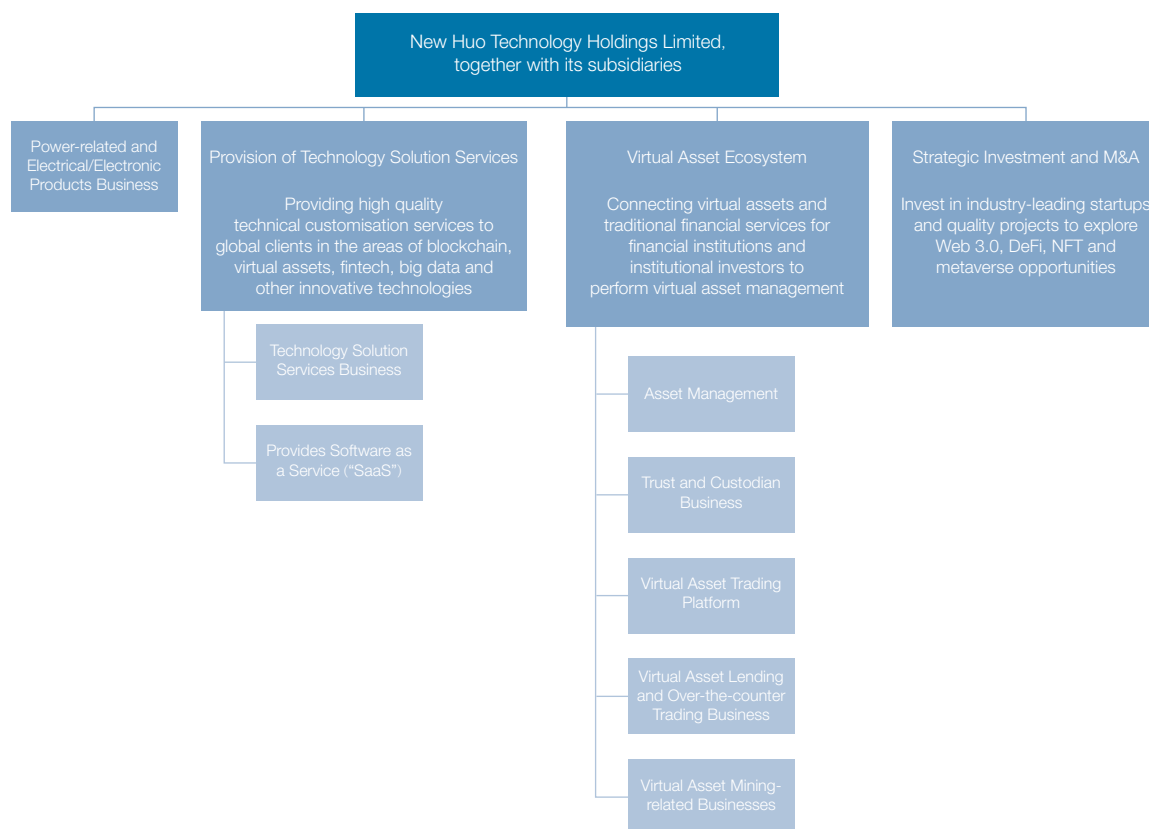 New Huo Technology Holdings Limited,
together with its subsidiaries
Power-related and
Electrical/Electronic
Products Business
Provision of Technology Solution Services
Providing high quality
technical customisation services to
global clients in the areas of blockchain,
virtual assets, fintech, big data and
other innovative technologies
Technology Solution
Services Business
Provides Software as
a Service (“SaaS”)
Virtual Asset Ecosystem
Connecting virtual assets and
traditional financial services for
financial institutions and
institutional investors to
perform virtual asset management
Asset Management
Trust and Custodian
Business
Virtual Asset Trading
Platform
Virtual Asset Lending
and Over-the-counter
Trading Business
Virtual Asset Mining-
related Businesses
Strategic Investment and M&A
Invest in industry-leading startups
and quality projects to explore
Web 3.0, DeFi, NFT and
metaverse opportunities